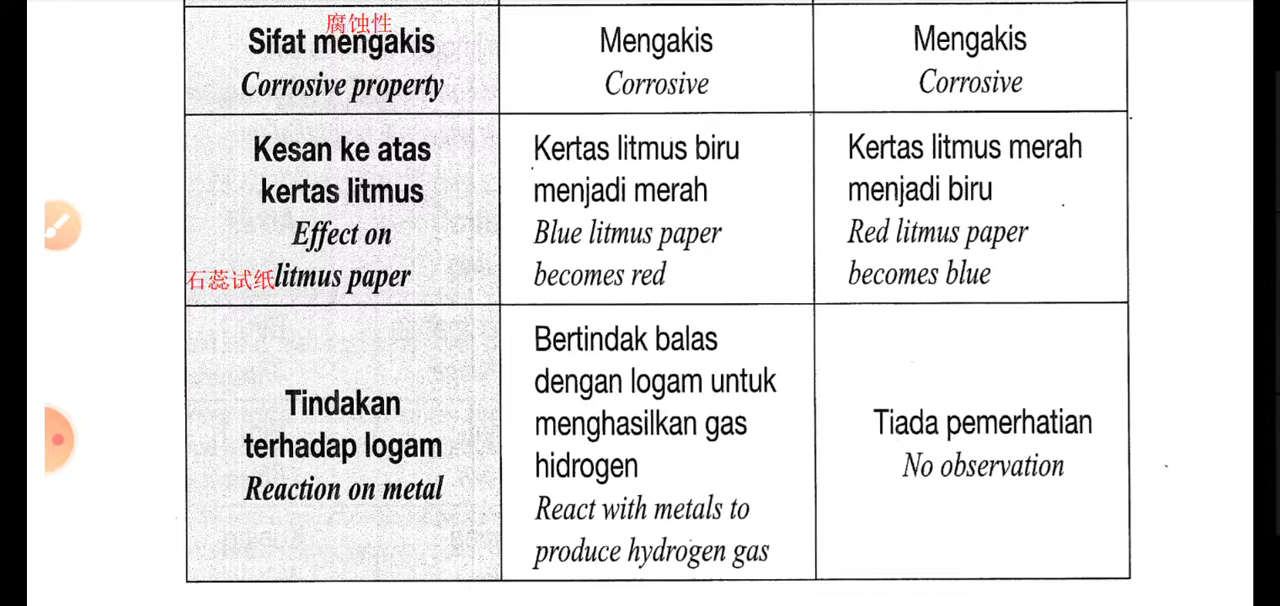 腐蚀性
Sifat mengakis
Corrosive property
Mengakis
Corrosive
Mengakis
Corrosive
Kesan ke atas
kertas litmus
Effect on
石蕊试纸litmus paper
Kertas litmus biru
menjadi merah
Blue litmus paper
becomes red
Kertas litmus merah
menjadi biru
Red litmus paper
becomes blue
Tindakan
terhadap logam
Reaction on metal
Bertindak balas
dengan logam untuk
menghasilkan gas
hidrogen
React with metals to
produce hydrogen gas
Tiada pemerhatian
No observation